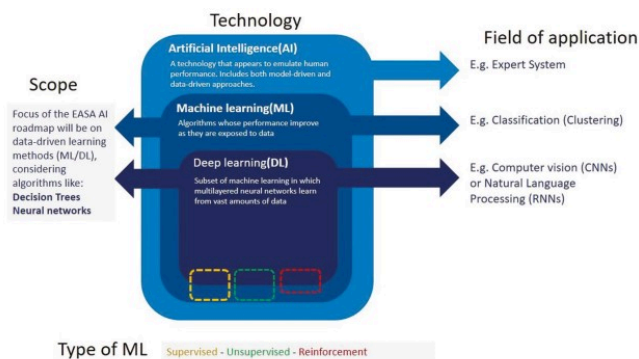 Technology
Artificial Intelligence(AI)
A technology that appears to emulate human
performance. Includes both model-driven and
data-driven approaches.
Field of application
E.g. Expert System
Scope
Focus of the EASA AI
roadmap will be on
data-driven learning
methods (ML/DL),
considering
algorithms like:
Decision Trees
Neural networks
Machine learning(ML)
Algorithms whose performance improve
as they are exposed to data
E.g. Classification (Clustering)
Deep learning(DL)
Subset of machine learning in which
multilayered neural networks learn
from vast amounts of data
E.g. Computer vision (CNNs)
or Natural Language
Processing (RNNs)
Type of ML
Supervised - Unsupervised - Reinforcement